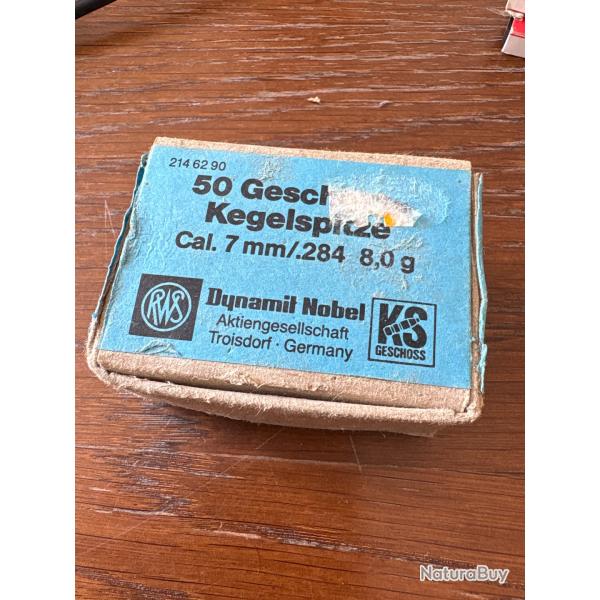 214 62 90
50 Gesch
Kegelspitze
Cal. 7 mm/.284 8,0 g
RWS
Dynamit Nobel
Aktiengesellschaft
Troisdorf · Germany
KS
GESCHOSS
NaturaBuy